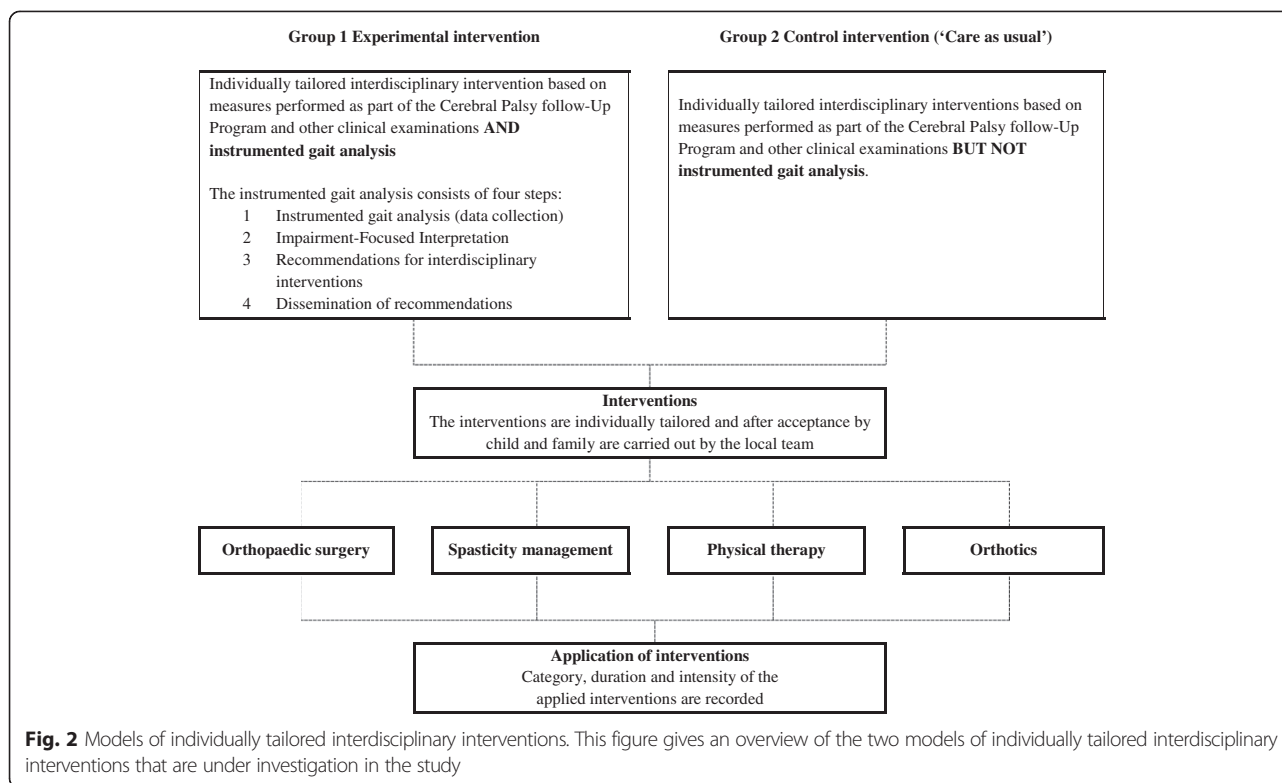 Group 1 Experimental intervention
Group 2 Control intervention (‘Care as usual’)
Individually tailored interdisciplinary intervention based on
measures performed as part of the Cerebral Palsy follow-Up
Program and other clinical examinations AND
instrumented gait analysis
The instrumented gait analysis consists of four steps:
1 Instrumented gait analysis (data collection)
2 Impairment-Focused Interpretation
3 Recommendations for interdisciplinary
interventions
4 Dissemination of recommendations
Individually tailored interdisciplinary interventions based on
measures performed as part of the Cerebral Palsy follow-Up
Program and other clinical examinations BUT NOT
instrumented gait analysis.
Interventions
The interventions are individually tailored and after acceptance by
child and family are carried out by the local team
Orthopaedic surgery
Spasticity management
Physical therapy
Orthotics
Application of interventions
Category, duration and intensity of the
applied interventions are recorded
Fig. 2 Models of individually tailored interdisciplinary interventions. This figure gives an overview of the two models of individually tailored interdisciplinary
interventions that are under investigation in the study